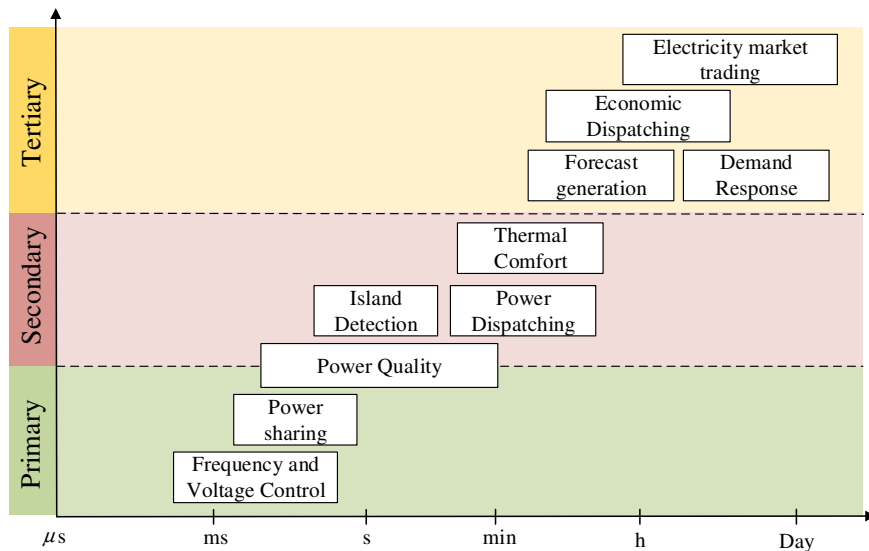 Tertiary
Electricity market
trading
Economic
Dispatching
Forecast
generation
Demand
Response
Secondary
Thermal
Comfort
Island
Detection
Power
Dispatching
Power Quality
Primary
Power
sharing
Frequency and
Voltage Control
μs
ms
s
min
h
Day